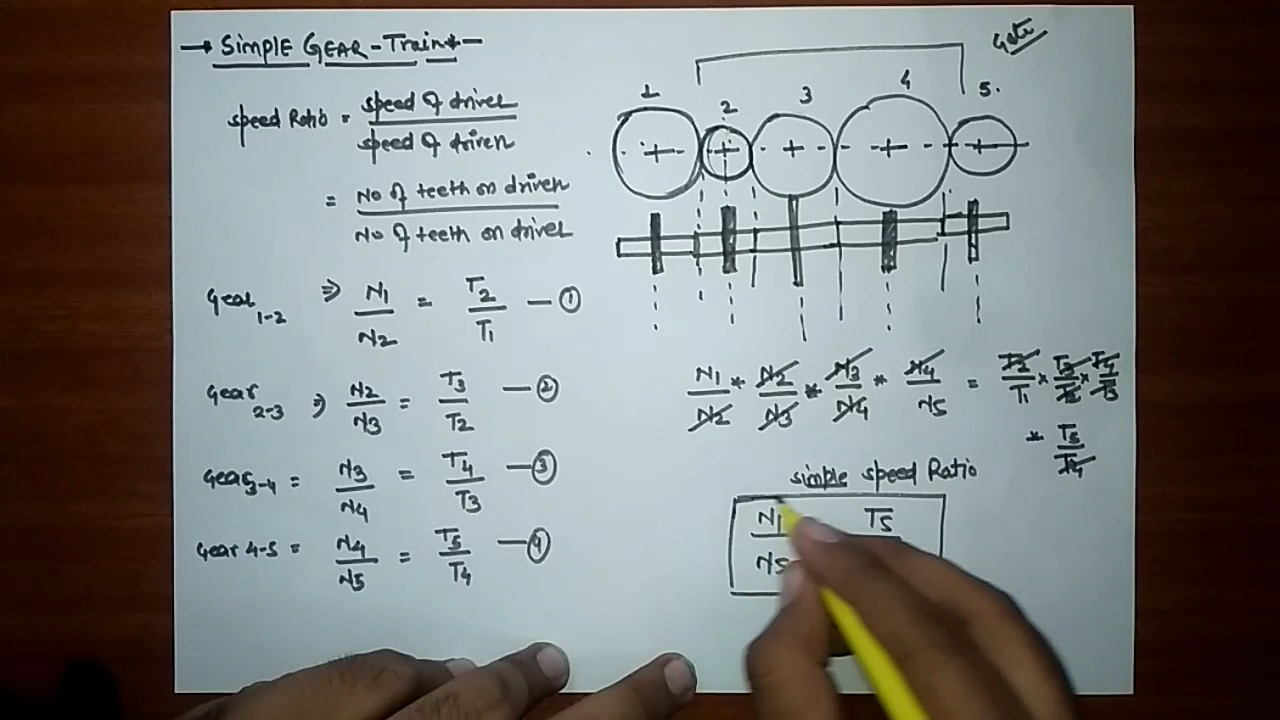 → SimpLE GEAR-Train*-
Speed Ratio = Speed of driver
Speed of driven
= No of teeth on driven
No of teeth on driver
Gear 1-2 ⇒ N1/N2 = T2/T1 — ①
Gear 2-3 ⇒ N2/N3 = T3/T2 — ②
Gear 3-4 = N3/N4 = T4/T3 — ③
Gear 4-5 = N4/N5 = T5/T4 — ④
1 2 3 4 5.
N1/N2 * N2/N3 * N3/N4 * N4/N5 = T2/T1 × T3/T2 × T4/T3
* T5/T4
simple speed Ratio
N1 T5
N5